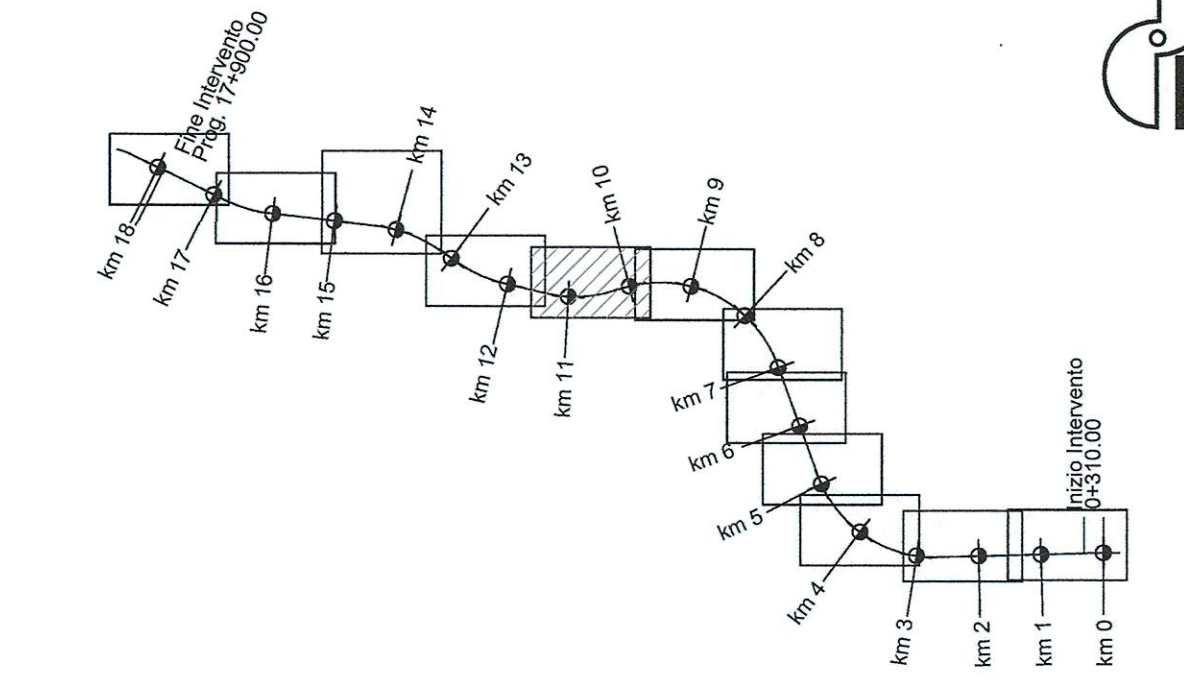 Fine Intervento
Prog. 17+900.00
km 18
km 17
km 16
km 15
km 14
km 13
km 12
km 11
km 10
km 9
km 8
km 7
km 6
km 5
km 4
km 3
km 2
km 1
km 0
Inizio Intervento
0+310.00